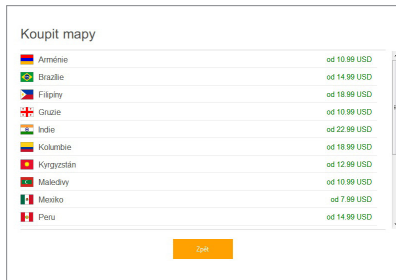 Koupit mapy
Arménie od 10.99 USD
Brazílie od 14.99 USD
Filipíny od 18.99 USD
Gruzie od 10.99 USD
Indie od 22.99 USD
Kolumbie od 18.99 USD
Kyrgyzstán od 12.99 USD
Maledivy od 10.99 USD
Mexiko od 7.99 USD
Peru od 14.99 USD
Zpět